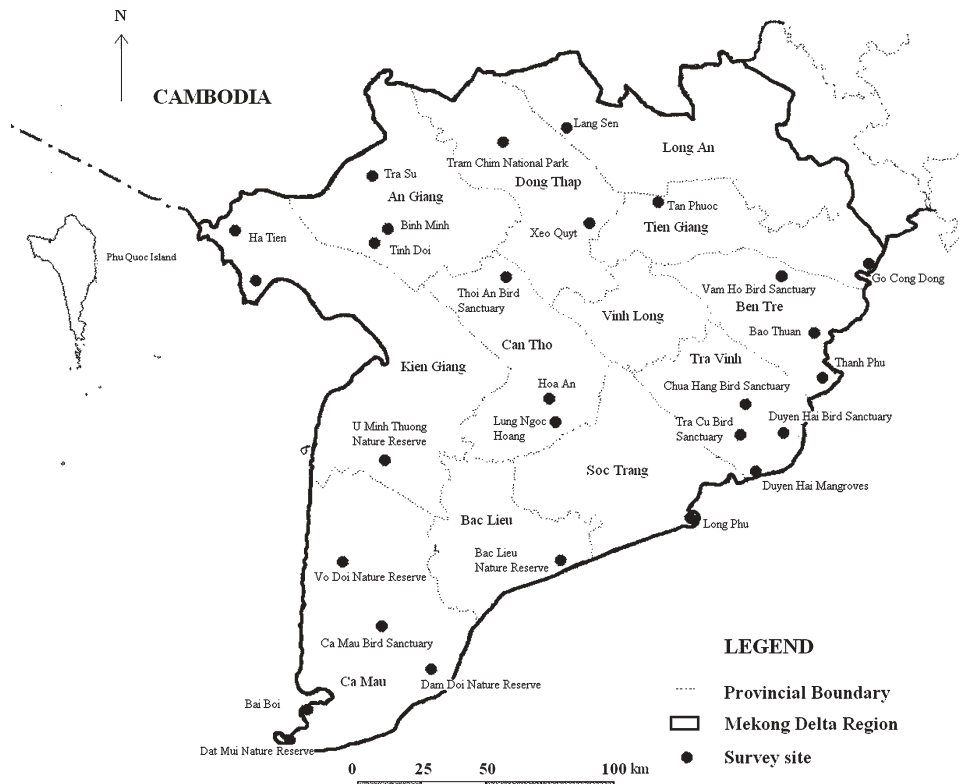 N
CAMBODIA
Lang Sen
Long An
Tram Chim National Park
Dong Thap
Tra Su
An Giang
Tan Phuoc
Tien Giang
Binh Minh
Xeo Quyt
Ha Tien
Tinh Doi
Phu Quoc Island
Go Cong Dong
Thoi An Bird
Sanctuary
Vam Ho Bird Sanctuary
Ben Tre
Vinh Long
Bao Thuan
Can Tho
Tra Vinh
Kien Giang
Thanh Phu
Hoa An
Chua Hang Bird Sanctuary
Lung Ngoc
Hoang
Tra Cu Bird
Sanctuary
Duyen Hai Bird Sanctuary
U Minh Thuong
Nature Reserve
Soc Trang
Duyen Hai Mangroves
Bac Lieu
Long Phu
Bac Lieu
Nature Reserve
Vo Doi Nature Reserve
Ca Mau Bird Sanctuary
Ca Mau
Dam Doi Nature Reserve
Bai Boi
Dat Mui Nature Reserve
LEGEND
Provincial Boundary
Mekong Delta Region
Survey site
0 25 50 100 km